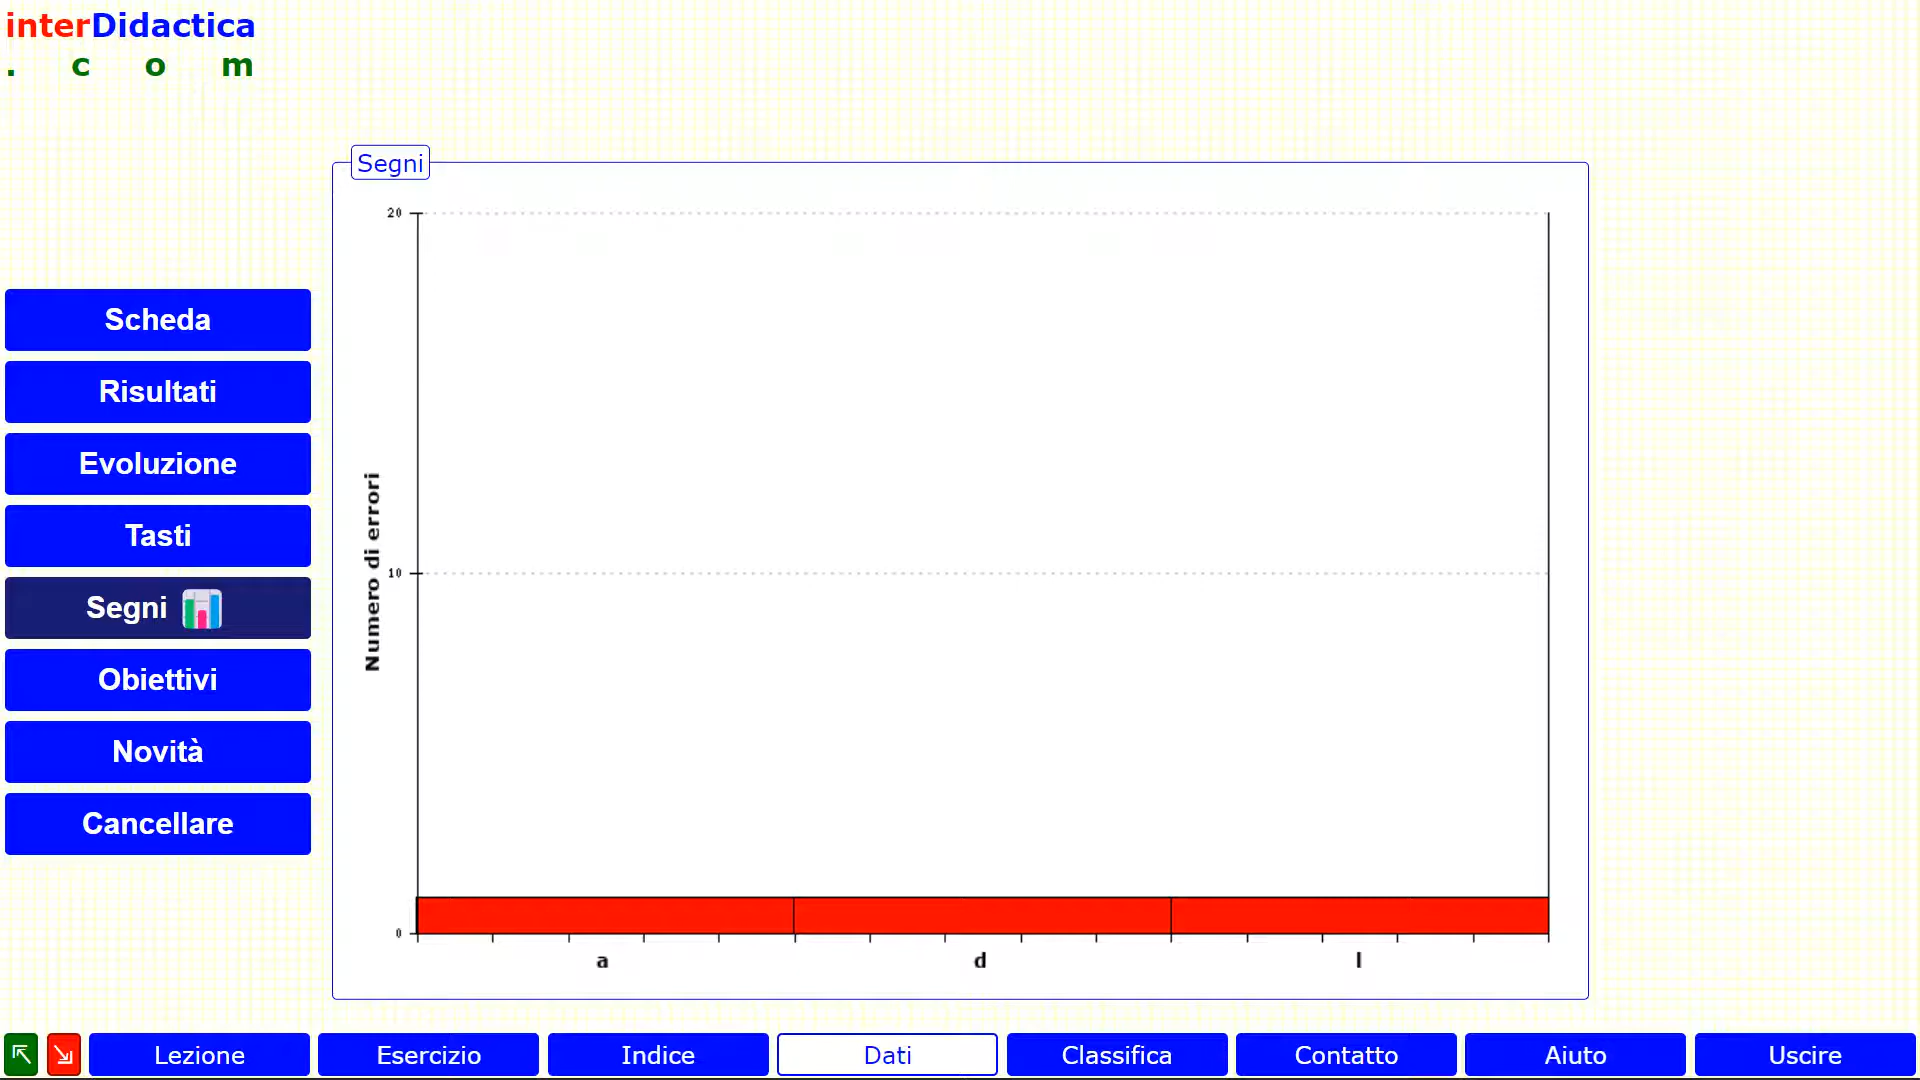 interDidactica
. c o m
Segni
20
10
0
Numero di errori
a d l
Scheda
Risultati
Evoluzione
Tasti
Segni
Obiettivi
Novità
Cancellare
Lezione Esercizio Indice Dati Classifica Contatto Aiuto Uscire